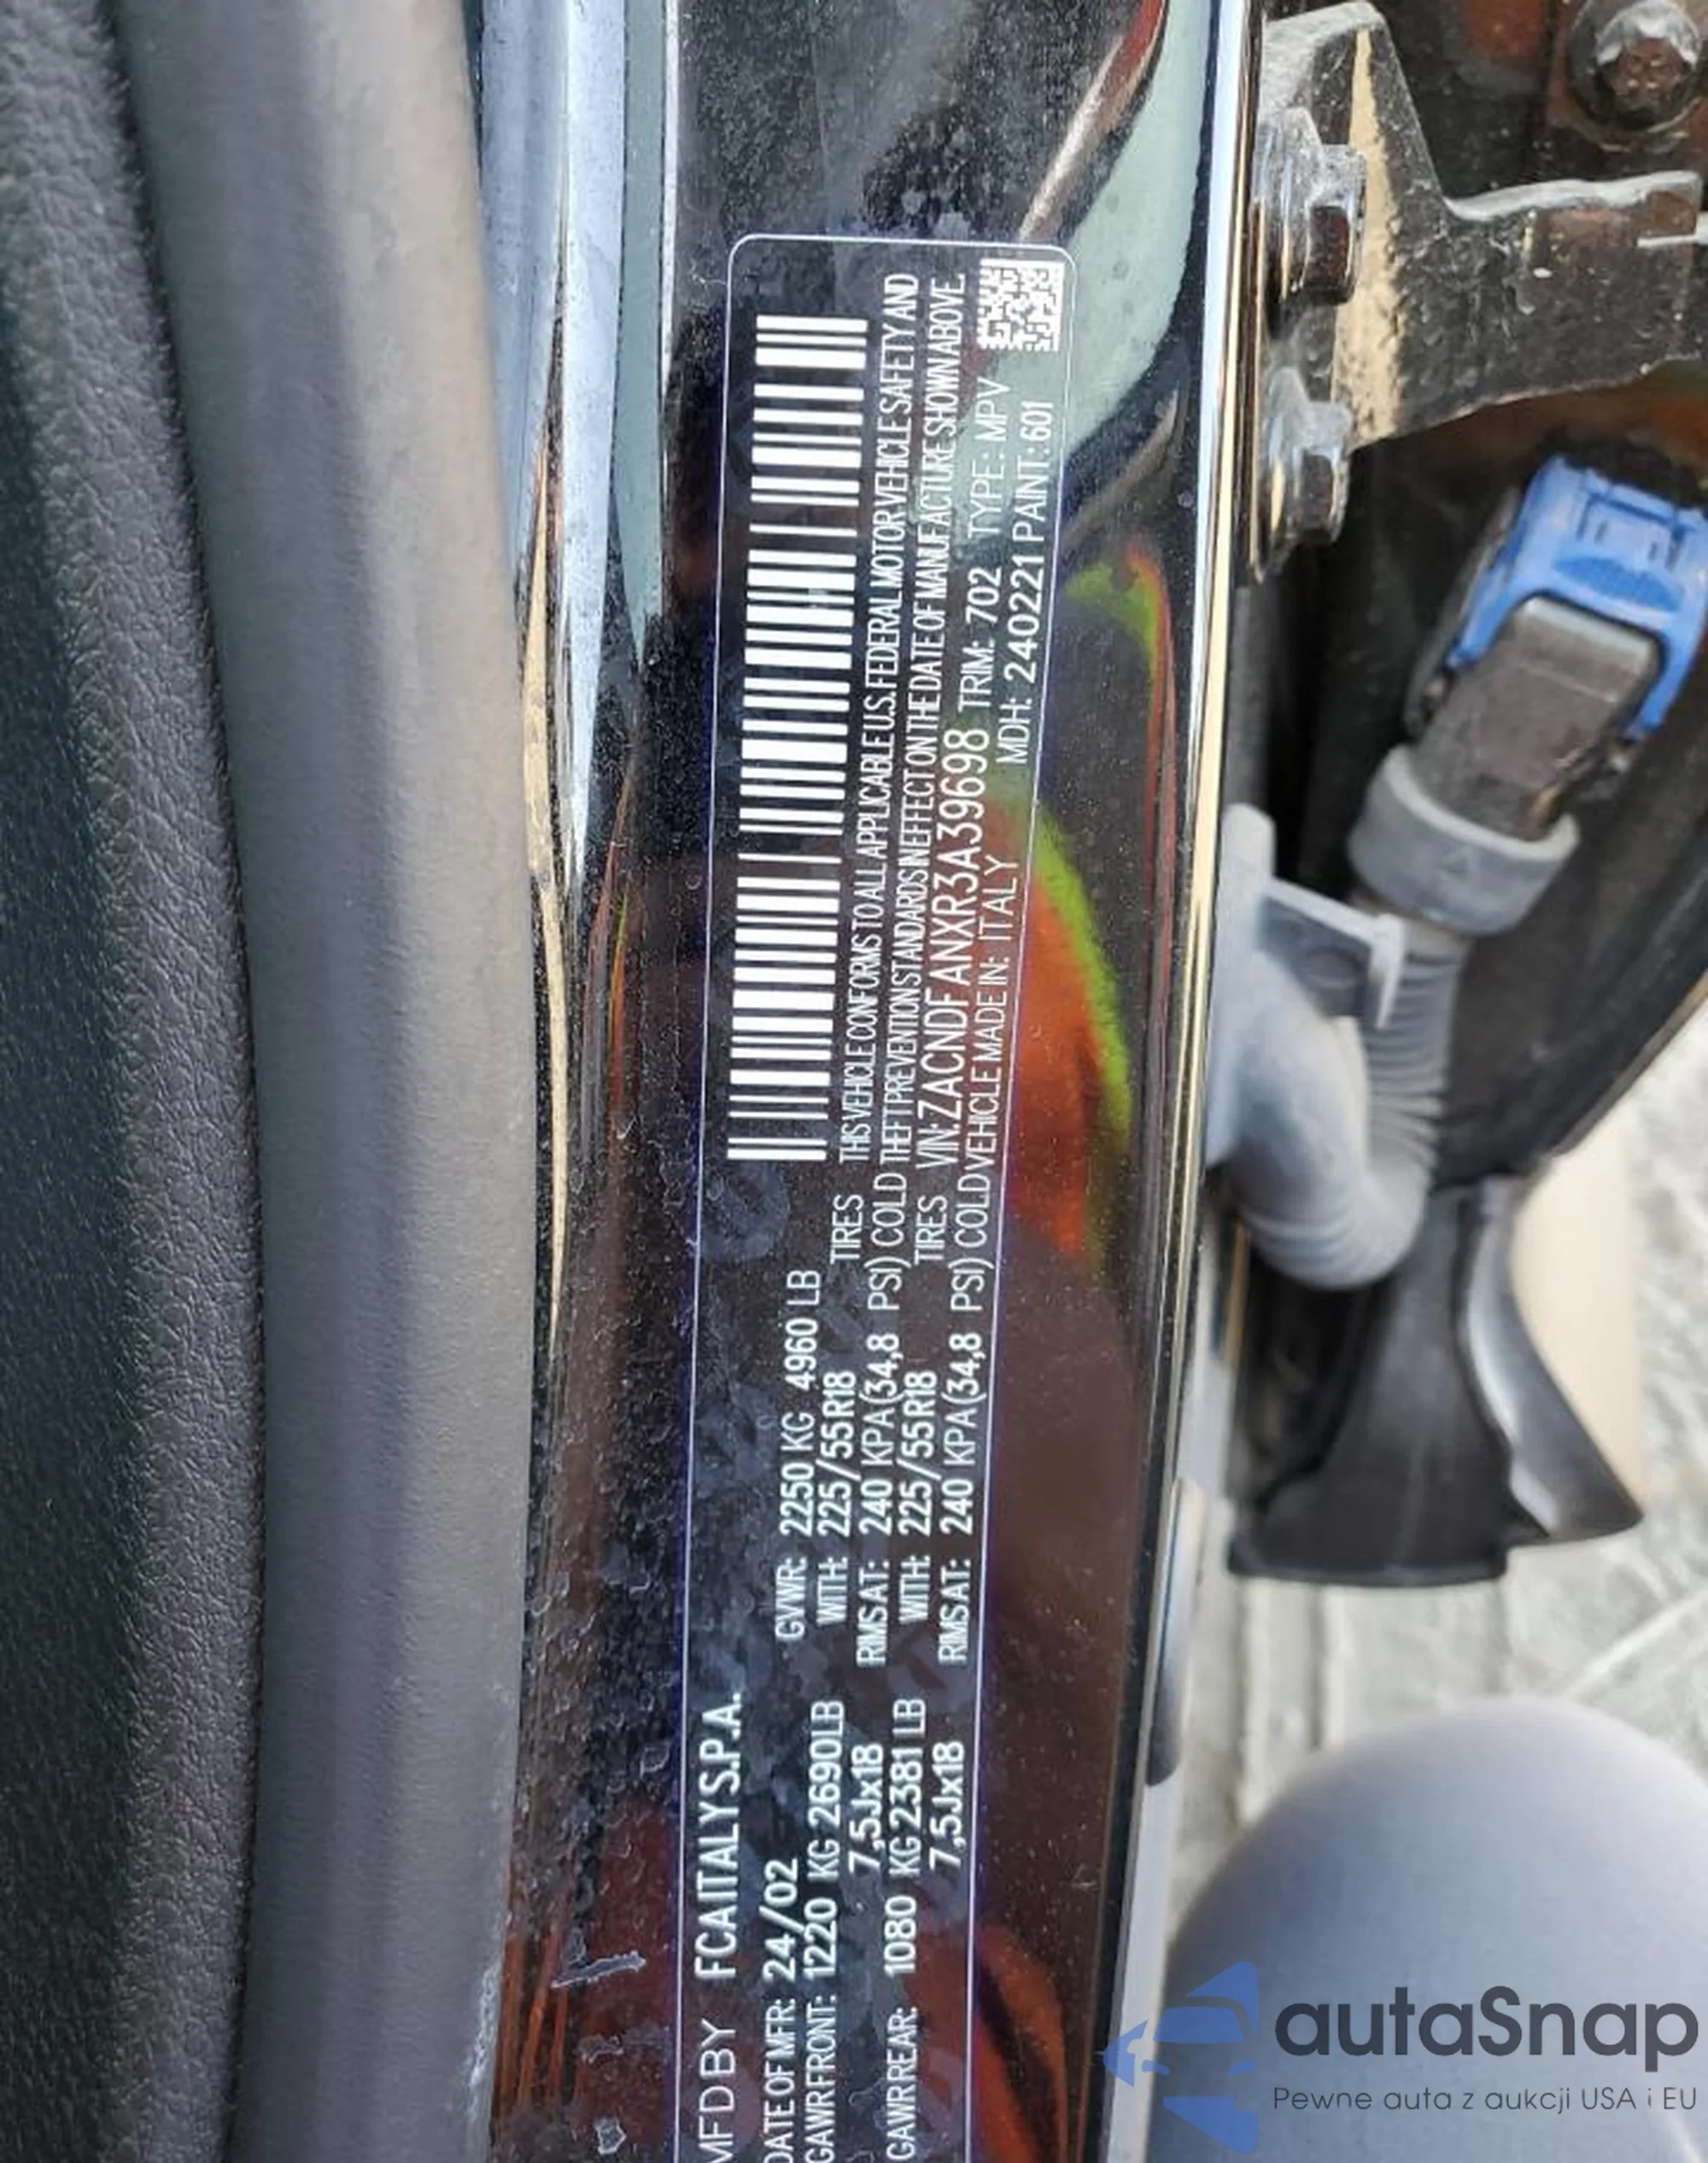 MFD BY FCA ITALY S.P.A.
DATE OF MFR: 24/02 GVWR: 2250 KG 4960 LB
GAWR FRONT: 1220 KG 2690 LB WITH: 225/55R18 TIRES
7,5Jx18 RIMS AT: 240 KPA (34,8 PSI) COLD
GAWR REAR: 1080 KG 2381 LB WITH: 225/55R18 TIRES
7,5Jx18 RIMS AT: 240 KPA (34,8 PSI) COLD
THIS VEHICLE CONFORMS TO ALL APPLICABLE U.S. FEDERAL MOTOR VEHICLE SAFETY AND
THEFT PREVENTION STANDARDS IN EFFECT ON THE DATE OF MANUFACTURE SHOWN ABOVE.
VIN: ZACNDFANXR3A39698 TRIM: 702 TYPE: MPV
VEHICLE MADE IN: ITALY MDH: 240221 PAINT: 601
autaSnap
Pewne auta z aukcji USA i EU